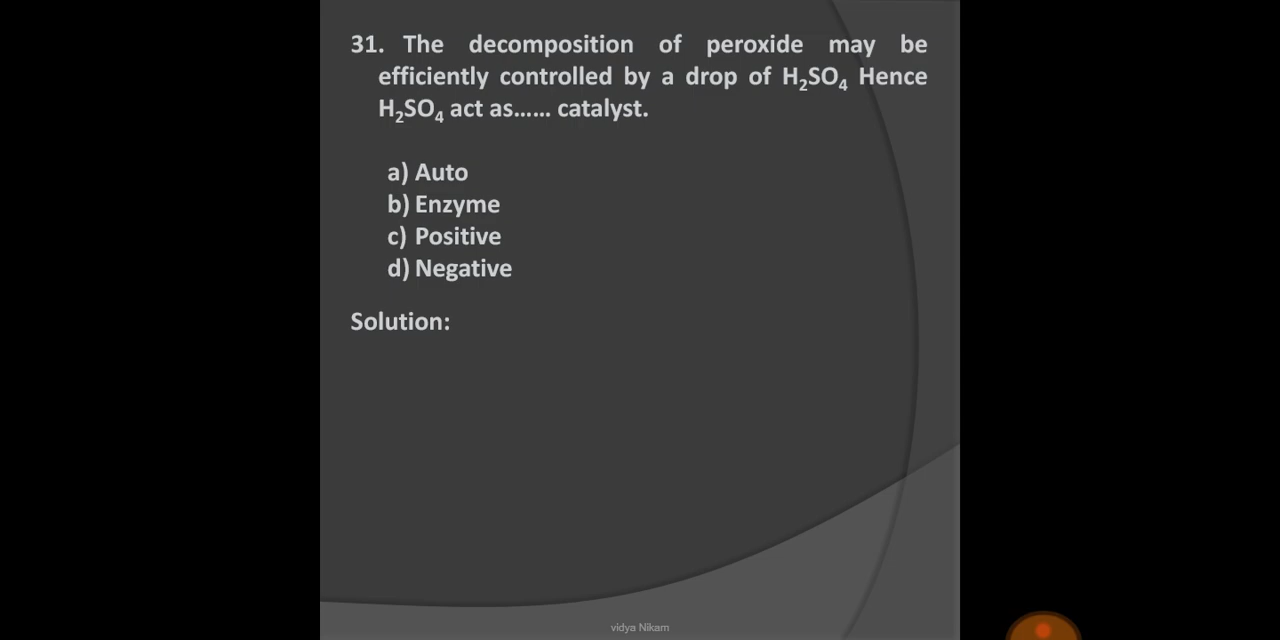 31. The decomposition of peroxide may be
efficiently controlled by a drop of H₂SO₄ Hence
H₂SO₄ act as...... catalyst.
a) Auto
b) Enzyme
c) Positive
d) Negative
Solution:
vidya Nikam